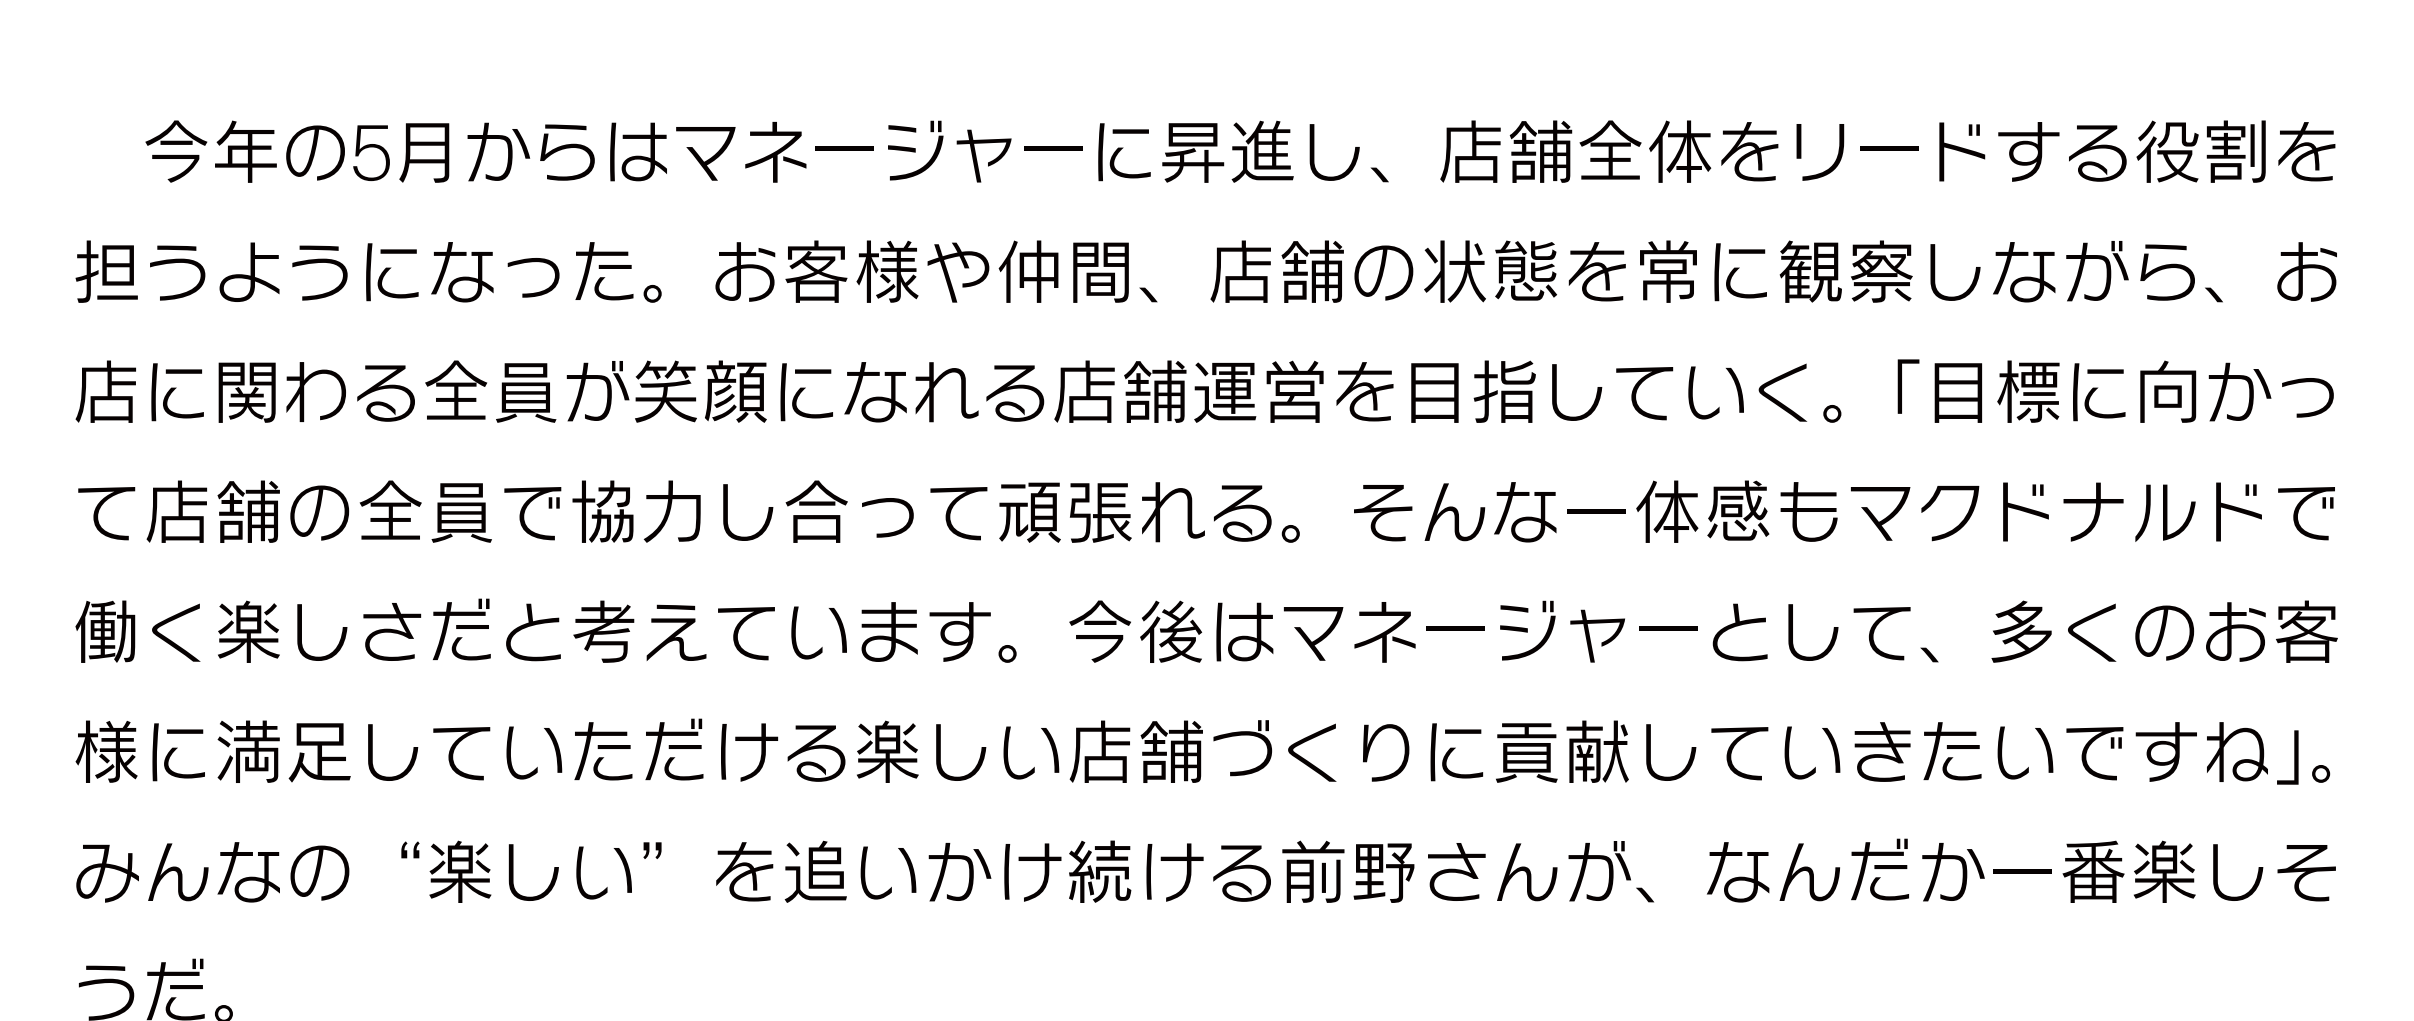 今年の5月からはマネージャーに昇進し、店舗全体をリードする役割を
担うようになった。お客様や仲間、店舗の状態を常に観察しながら、お
店に関わる全員が笑顔になれる店舗運営を目指していく。「目標に向かっ
て店舗の全員で協力し合って頑張れる。そんな一体感もマクドナルドで
働く楽しさだと考えています。今後はマネージャーとして、多くのお客
様に満足していただける楽しい店舗づくりに貢献していきたいですね」。
みんなの“楽しい”を追いかけ続ける前野さんが、なんだか一番楽しそ
うだ。